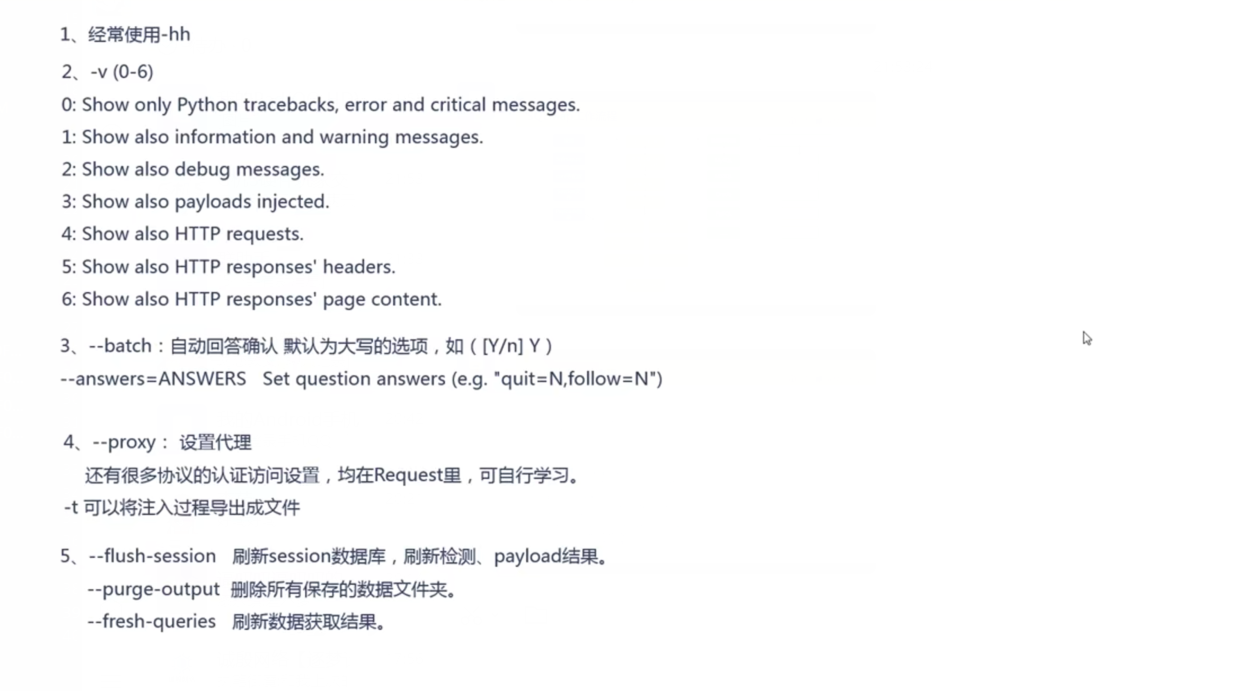 1、经常使用-hh
2、-v (0-6)
0: Show only Python tracebacks, error and critical messages.
1: Show also information and warning messages.
2: Show also debug messages.
3: Show also payloads injected.
4: Show also HTTP requests.
5: Show also HTTP responses' headers.
6: Show also HTTP responses' page content.
3、--batch：自动回答确认 默认为大写的选项，如（[Y/n] Y）
--answers=ANSWERS Set question answers (e.g. "quit=N,follow=N")
4、--proxy： 设置代理
还有很多协议的认证访问设置，均在Request里，可自行学习。
-t 可以将注入过程导出成文件
5、--flush-session 刷新session数据库，刷新检测、payload结果。
--purge-output 删除所有保存的数据文件夹。
--fresh-queries 刷新数据获取结果。